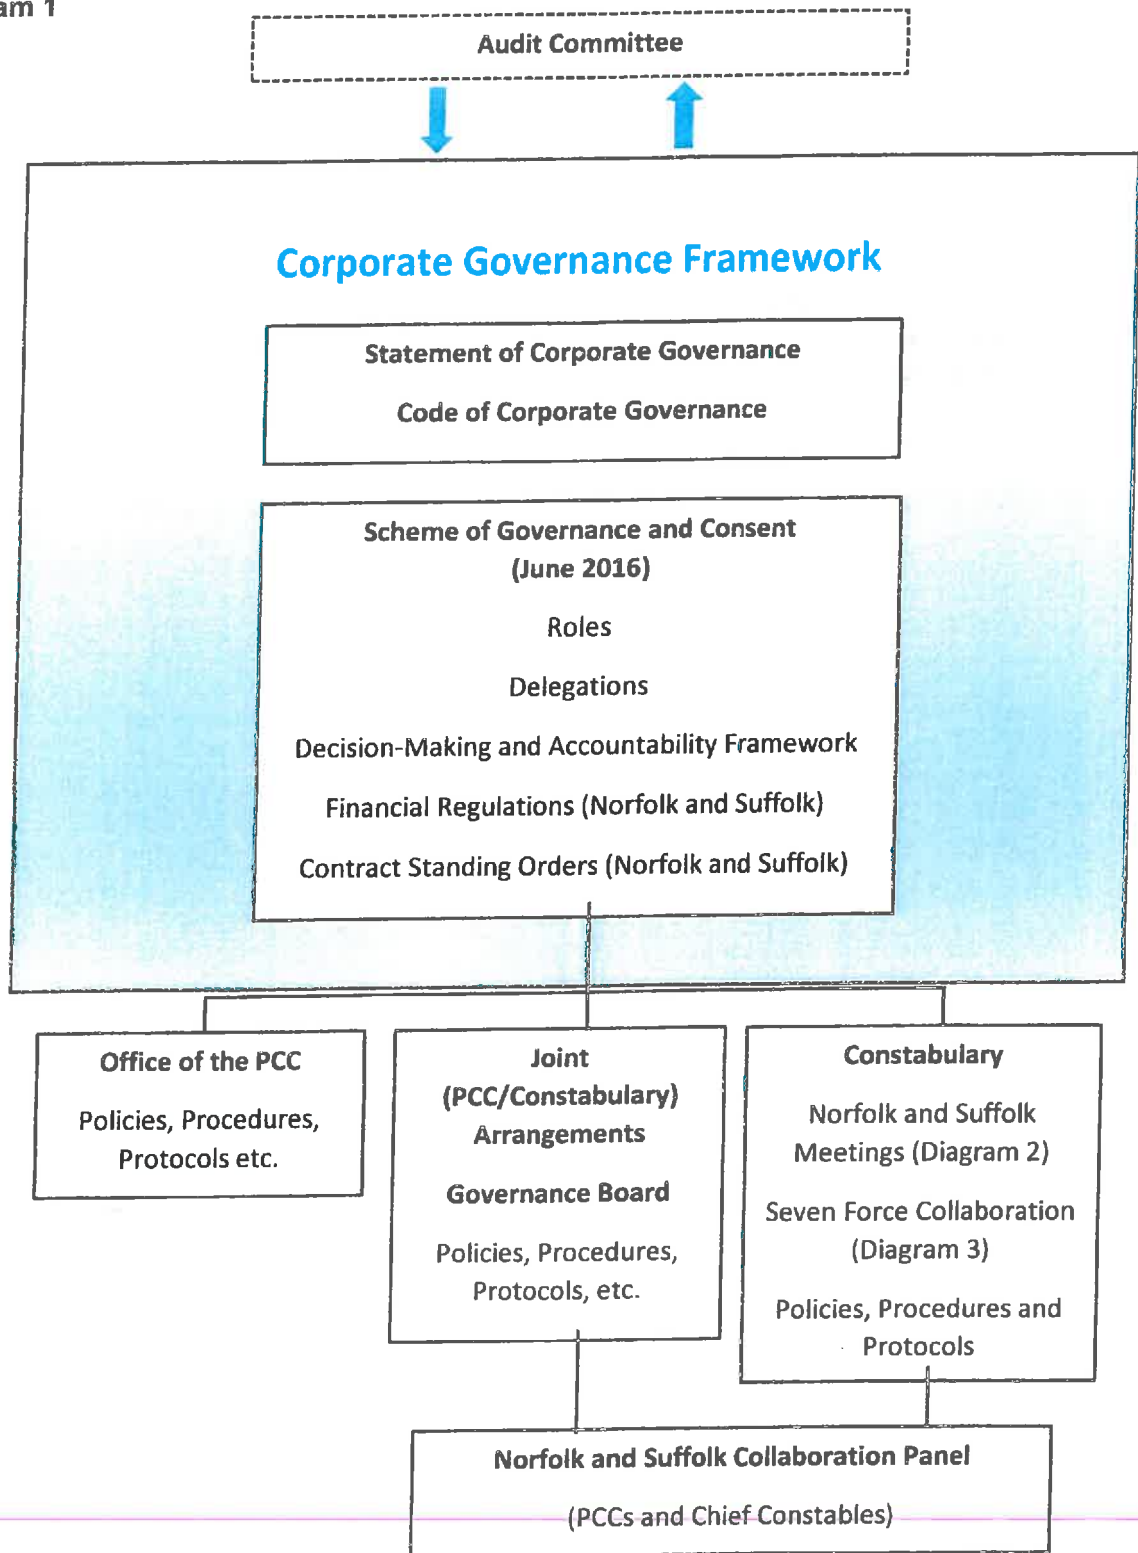 am 1
Audit Committee
Corporate Governance Framework
Statement of Corporate Governance
Code of Corporate Governance
Scheme of Governance and Consent
(June 2016)
Roles
Delegations
Decision-Making and Accountability Framework
Financial Regulations (Norfolk and Suffolk)
Contract Standing Orders (Norfolk and Suffolk)
Office of the PCC
Policies, Procedures,
Protocols etc.
Joint
(PCC/Constabulary)
Arrangements
Governance Board
Policies, Procedures,
Protocols, etc.
Constabulary
Norfolk and Suffolk
Meetings (Diagram 2)
Seven Force Collaboration
(Diagram 3)
Policies, Procedures and
Protocols
Norfolk and Suffolk Collaboration Panel
(PCCs and Chief Constables)